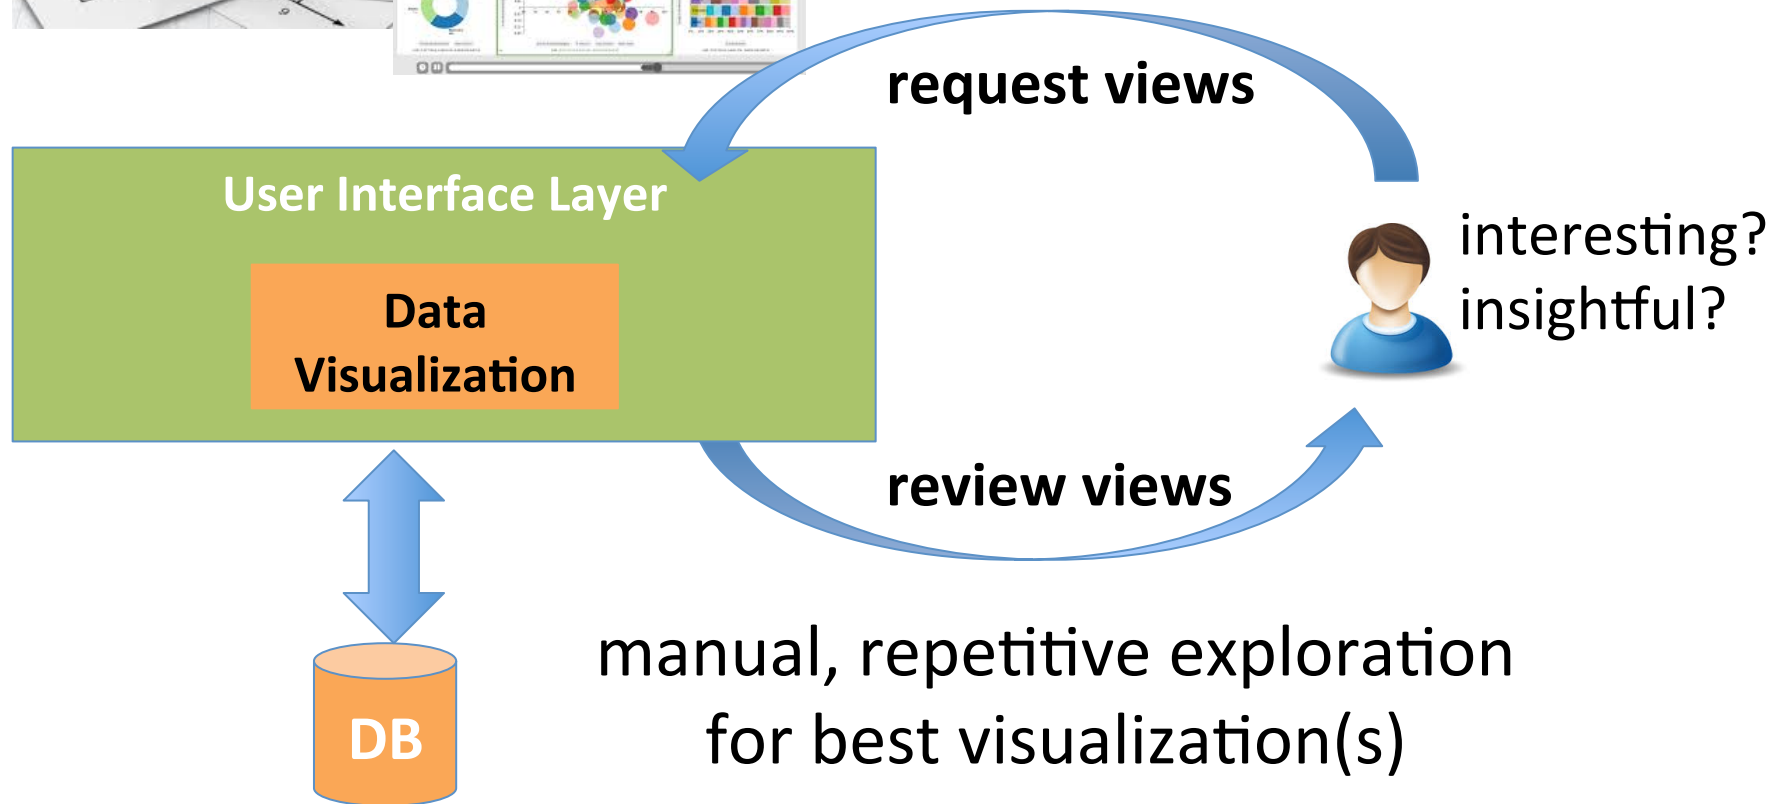 request views
User Interface Layer
interesting?
insightful?
Data
Visualization
review views
manual, repetitive exploration
for best visualization(s)
DB